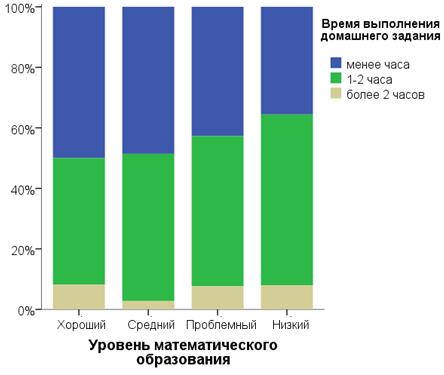 100%
80%
60%
40%
20%
0%
Хороший
Средний
Проблемный
Низкий
Уровень математического
образования
Время выполнения
домашнего задания
менее часа
1-2 часа
более 2 часов